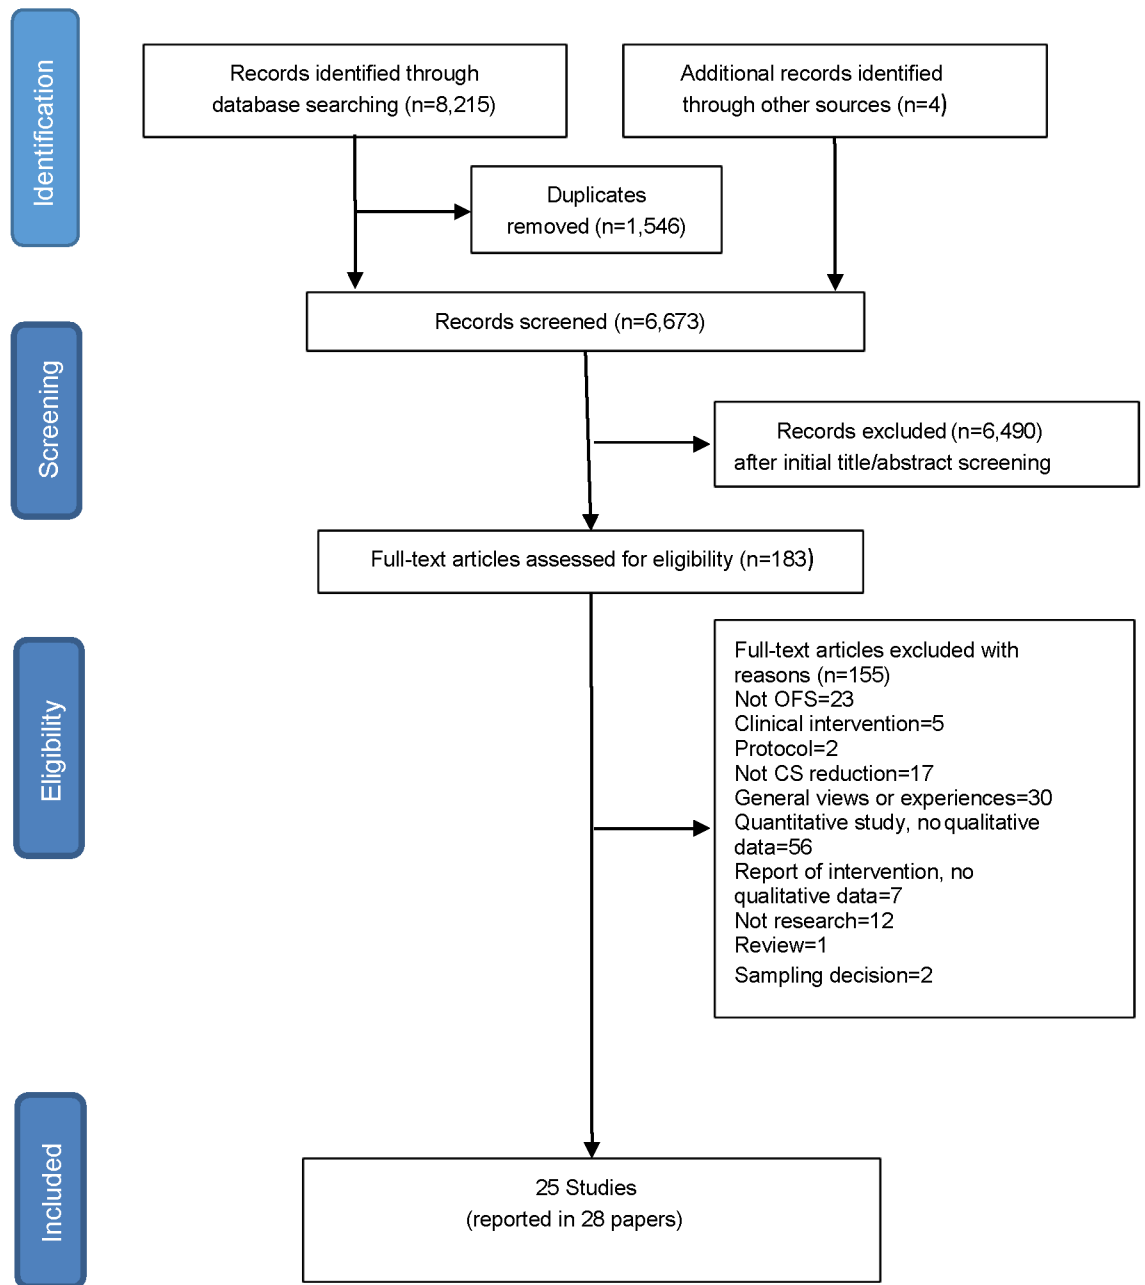 Identification
Records identified through
database searching (n=8,215)
Additional records identified
through other sources (n=4)
Duplicates
removed (n=1,546)
Screening
Records screened (n=6,673)
Records excluded (n=6,490)
after initial title/abstract screening
Full-text articles assessed for eligibility (n=183)
Eligibility
Full-text articles excluded with
reasons (n=155)
Not OFS=23
Clinical intervention=5
Protocol=2
Not CS reduction=17
General views or experiences=30
Quantitative study, no qualitative
data=56
Report of intervention, no
qualitative data=7
Not research=12
Review=1
Sampling decision=2
Included
25 Studies
(reported in 28 papers)